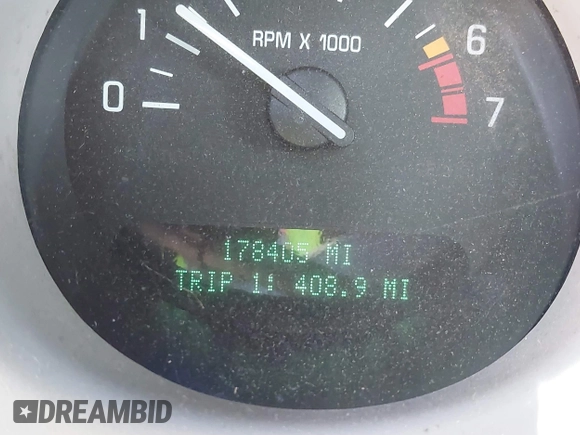 1
RPM X 1000
6
0
7
178405 MI
TRIP 1: 408.9 MI
DREAMBID